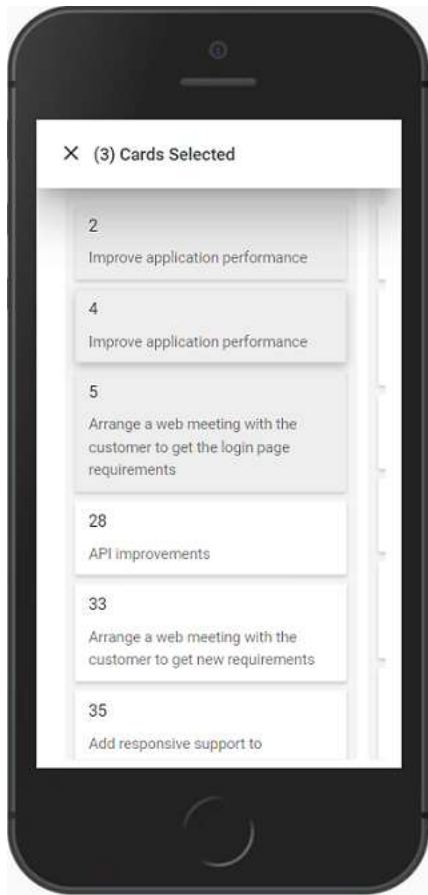 (3) Cards Selected
2
Improve application performance
4
Improve application performance
5
Arrange a web meeting with the
customer to get the login page
requirements
28
API improvements
33
Arrange a web meeting with the
customer to get new requirements
35
Add responsive support to